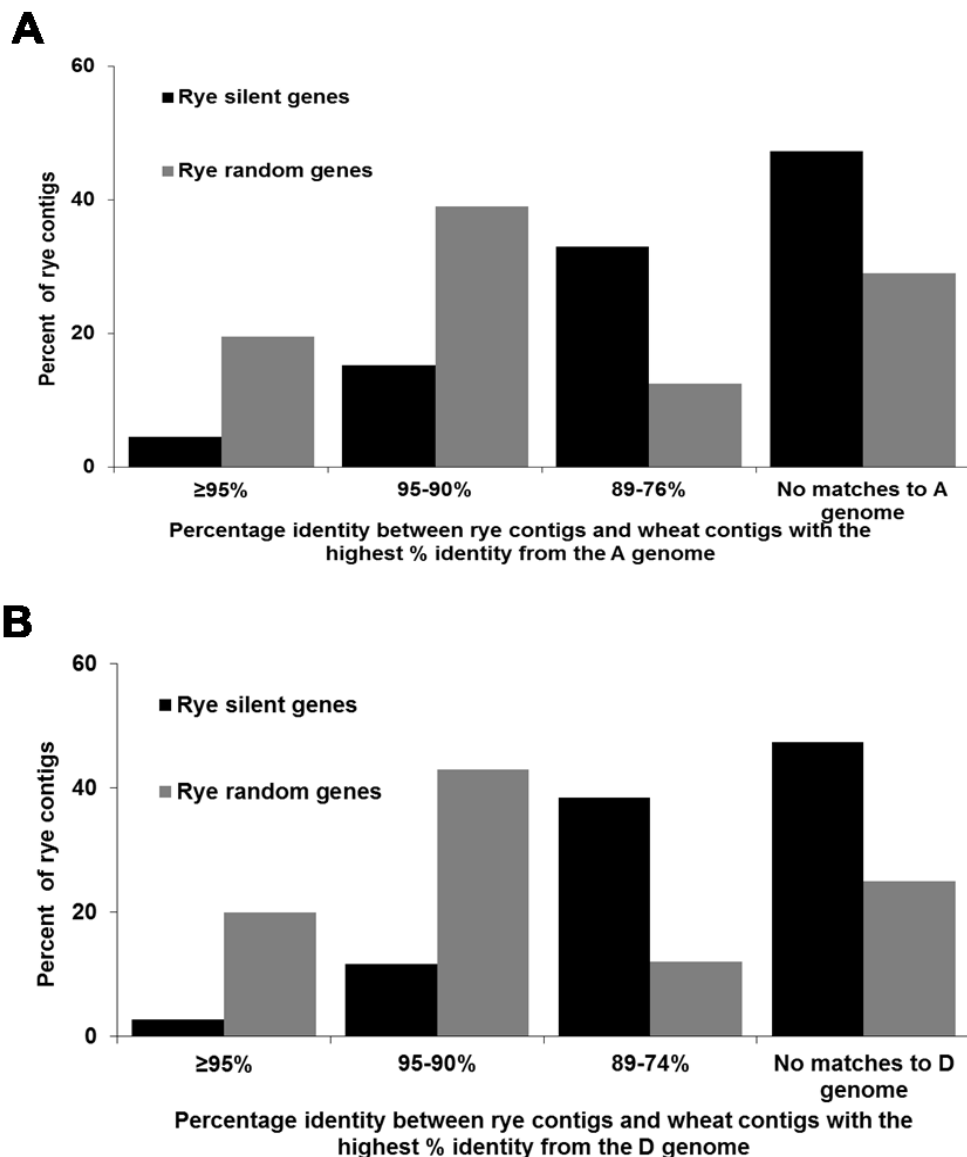 A
60
Rye silent genes
Rye random genes
40
20
0
Percent of rye contigs
≥95% 95-90% 89-76% No matches to A
genome
Percentage identity between rye contigs and wheat contigs with the
highest % identity from the A genome
B
60
Rye silent genes
Rye random genes
40
20
0
Percent of rye contigs
≥95% 95-90% 89-74% No matches to D
genome
Percentage identity between rye contigs and wheat contigs with the
highest % identity from the D genome